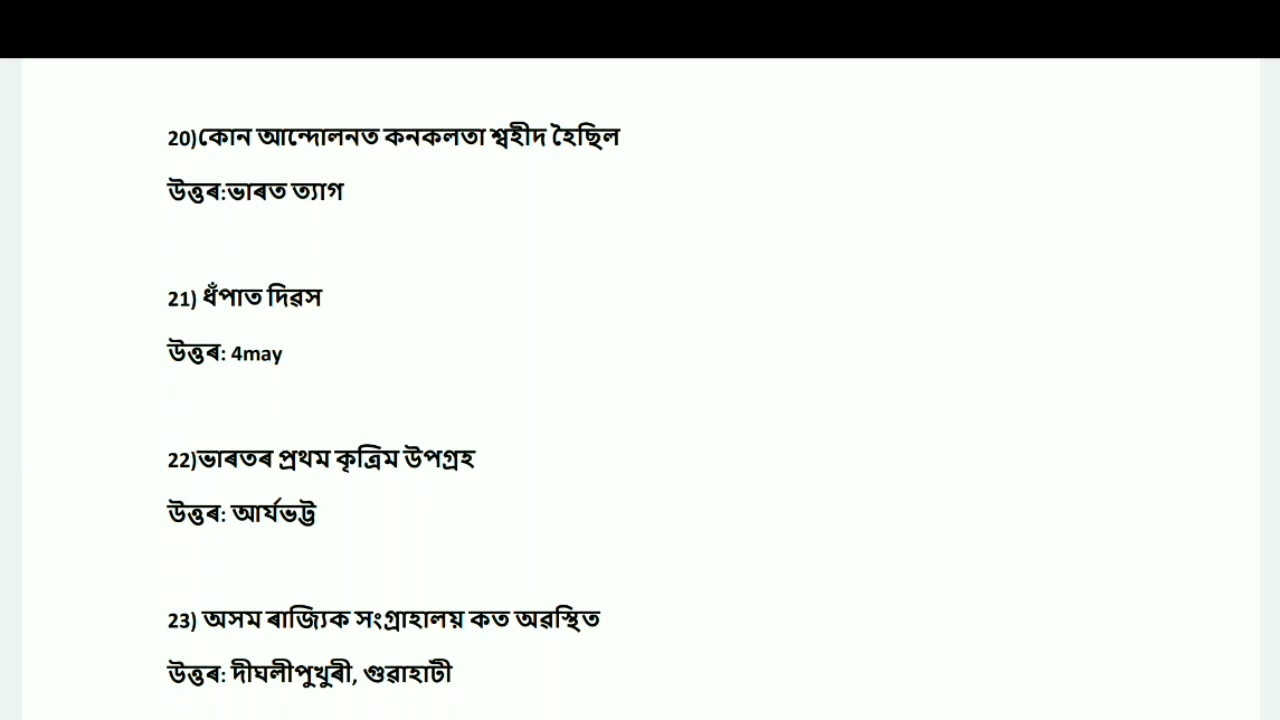 20)কোন আন্দোলনত কনকলতা শ্বহীদ হৈছিল
উত্তৰ:ভাৰত ত্যাগ
21) ধঁপাত দিৱস
উত্তৰ: 4may
22)ভাৰতৰ প্ৰথম কৃত্ৰিম উপগ্ৰহ
উত্তৰ: আৰ্যভট্ট
23) অসম ৰাজ্যিক সংগ্ৰাহালয় কত অৱস্থিত
উত্তৰ: দীঘলীপুখুৰী, গুৱাহাটী